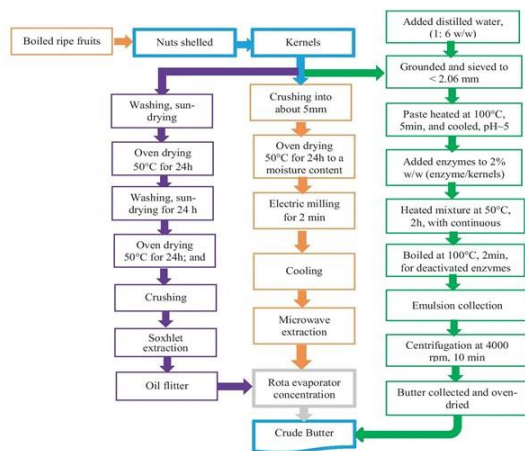 Boiled ripe fruits
Nuts shelled
Kernels
Washing, sun-
drying
Oven drying
50°C for 24h
Washing, sun-
drying for 24 h
Oven drying
50°C for 24h; and
Crushing
Soxhlet
extraction
Oil flitter
Crushing into
about 5mm
Oven drying
50°C for 24h to a
moisture content
Electric milling
for 2 min
Cooling
Microwave
extraction
Rota evaporator
concentration
Crude Butter
Added distilled water,
(1: 6 w/w)
Grounded and sieved to
< 2.06 mm
Paste heated at 100°C,
5min, and cooled, pH~5
Added enzymes to 2%
w/w (enzyme/kernels)
Heated mixture at 50°C,
2h, with continuous
Boiled at 100°C, 2min,
for deactivated enzymes
Emulsion collection
Centrifugation at 4000
rpm, 10 min
Butter collected and oven-
dried